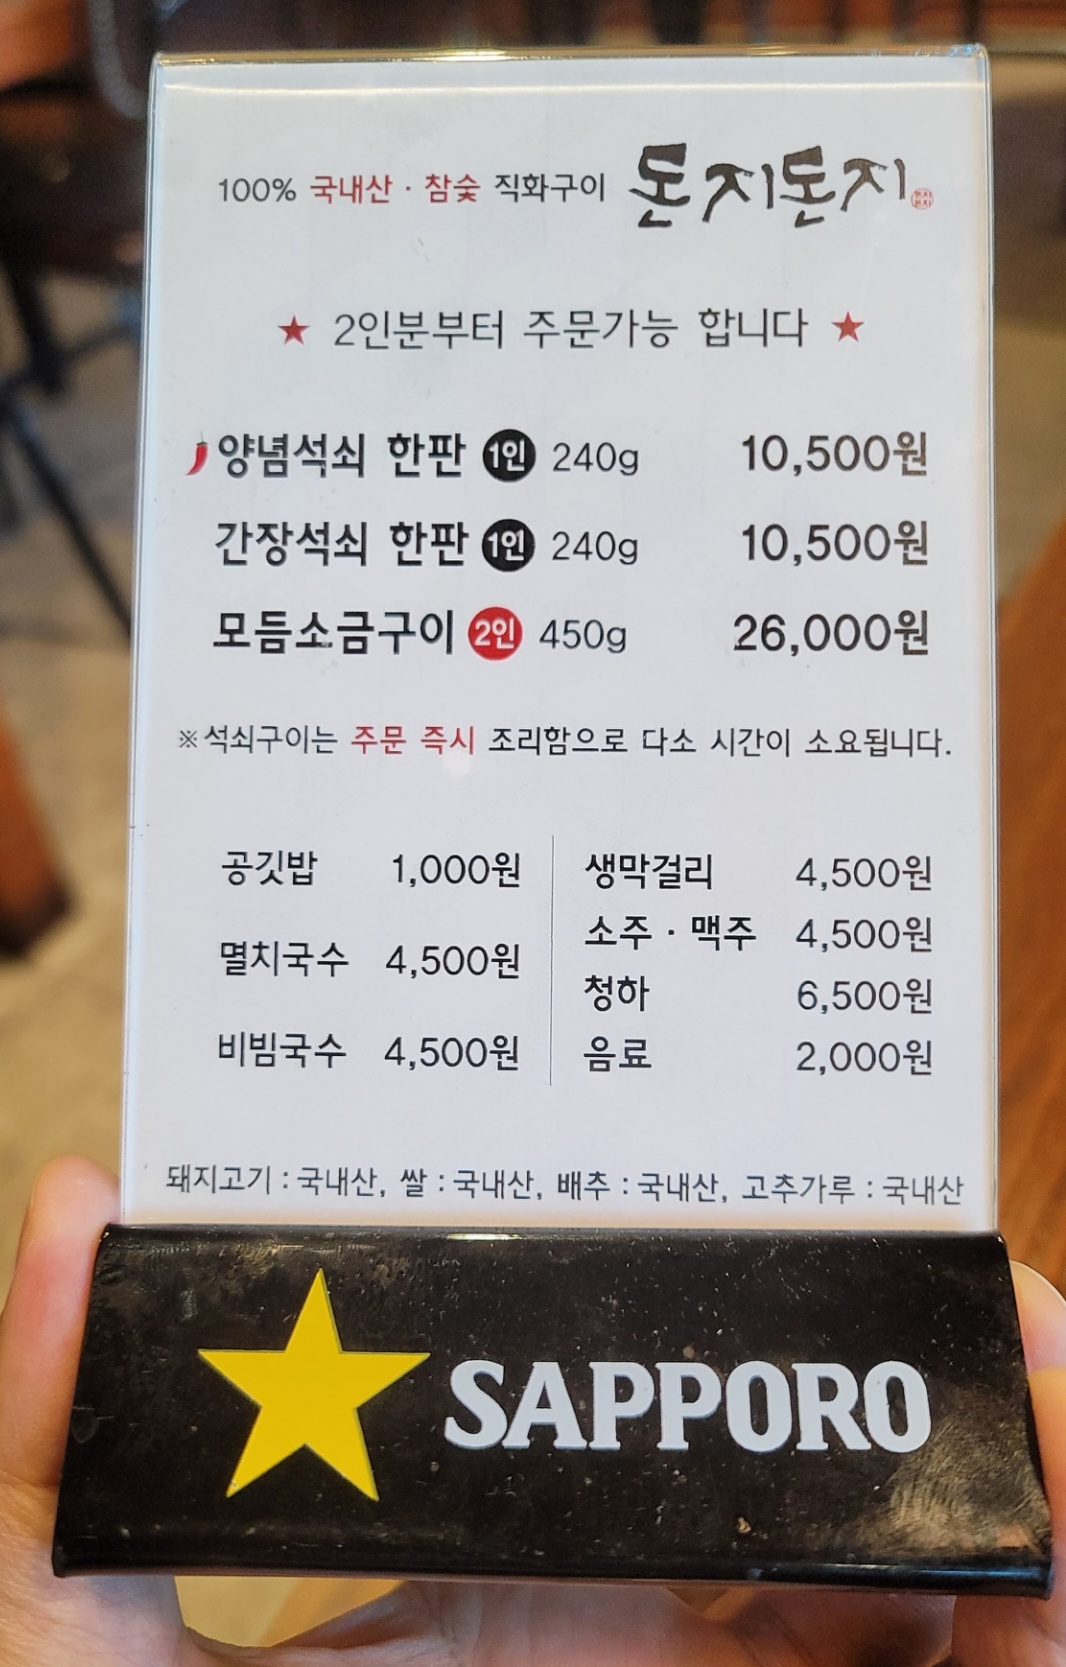 100% 국내산 · 참숯 직화구이 돈지돈지
★ 2인분부터 주문가능 합니다 ★
양념석쇠 한판 1인 240g 10,500원
간장석쇠 한판 1인 240g 10,500원
모듬소금구이 2인 450g 26,000원
※석쇠구이는 주문 즉시 조리함으로 다소 시간이 소요됩니다.
공깃밥 1,000원
멸치국수 4,500원
비빔국수 4,500원
생막걸리 4,500원
소주 · 맥주 4,500원
청하 6,500원
음료 2,000원
돼지고기 : 국내산, 쌀 : 국내산, 배추 : 국내산, 고추가루 : 국내산
SAPPORO